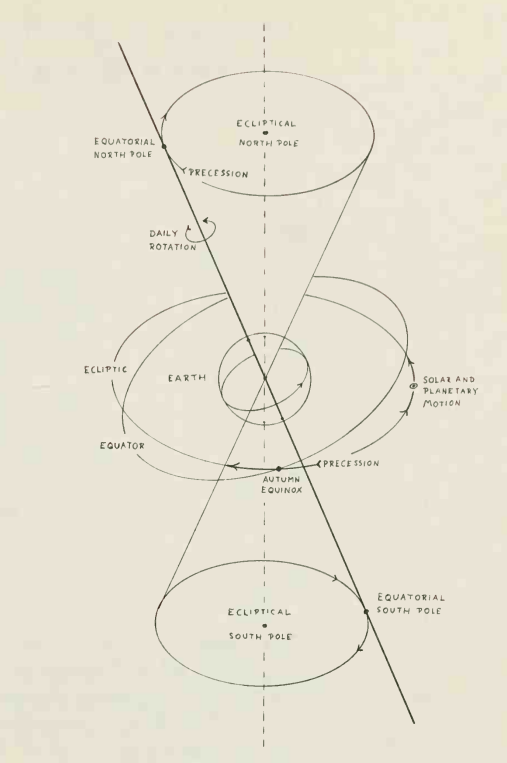 ECLIPTICAL
NORTH POLE
EQUATORIAL
NORTH POLE
PRECESSION
DAILY
ROTATION
ECLIPTIC
EARTH
SOLAR AND
PLANETARY
MOTION
EQUATOR
PRECESSION
AUTUMN
EQUINOX
EQUATORIAL
SOUTH POLE
ECLIPTICAL
SOUTH POLE